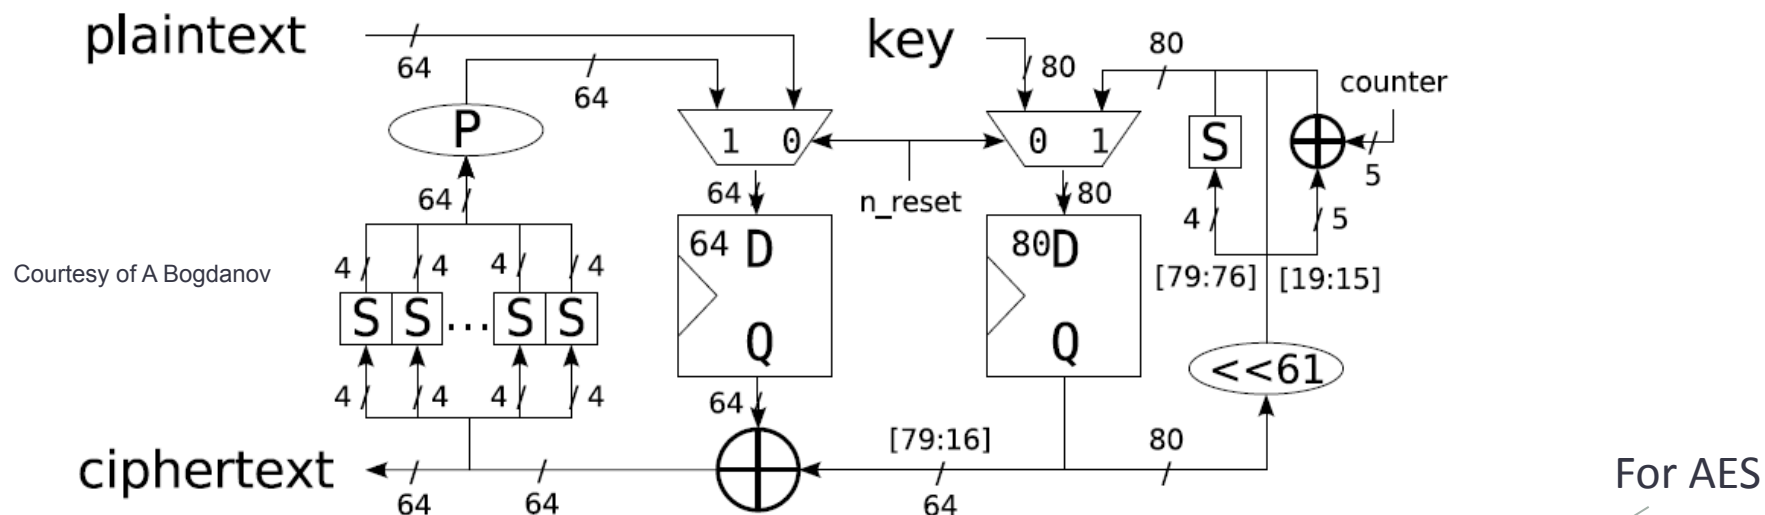 plaintext
64
64
key
80
80
counter
P
1 0
0 1
S
5
64
64
n_reset
80
4
5
64 D
80D
[79:76] [19:15]
Courtesy of A Bogdanov
4 4 4 4
S S ... S S
Q
Q
<<61
4 4 4 4
64
[79:16]
80
ciphertext
64
64
64
For AES